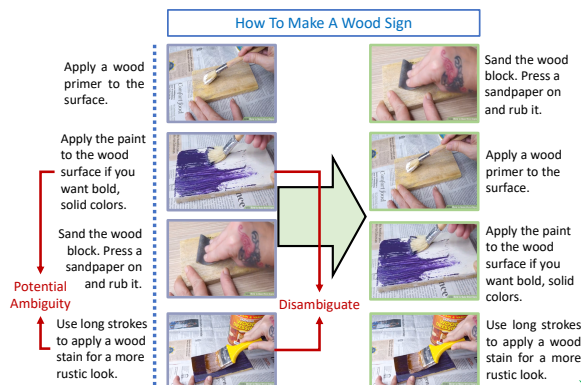 How To Make A Wood Sign
Apply a wood
primer to the
surface.
Apply the paint
to the wood
surface if you
want bold,
solid colors.
Sand the wood
block. Press a
sandpaper on
and rub it.
Potential
Ambiguity
Use long strokes
to apply a wood
stain for a more
rustic look.
Disambiguate
Sand the wood
block. Press a
sandpaper on
and rub it.
Apply a wood
primer to the
surface.
Apply the paint
to the wood
surface if you
want bold, solid
colors.
Use long strokes
to apply a wood
stain for a more
rustic look.